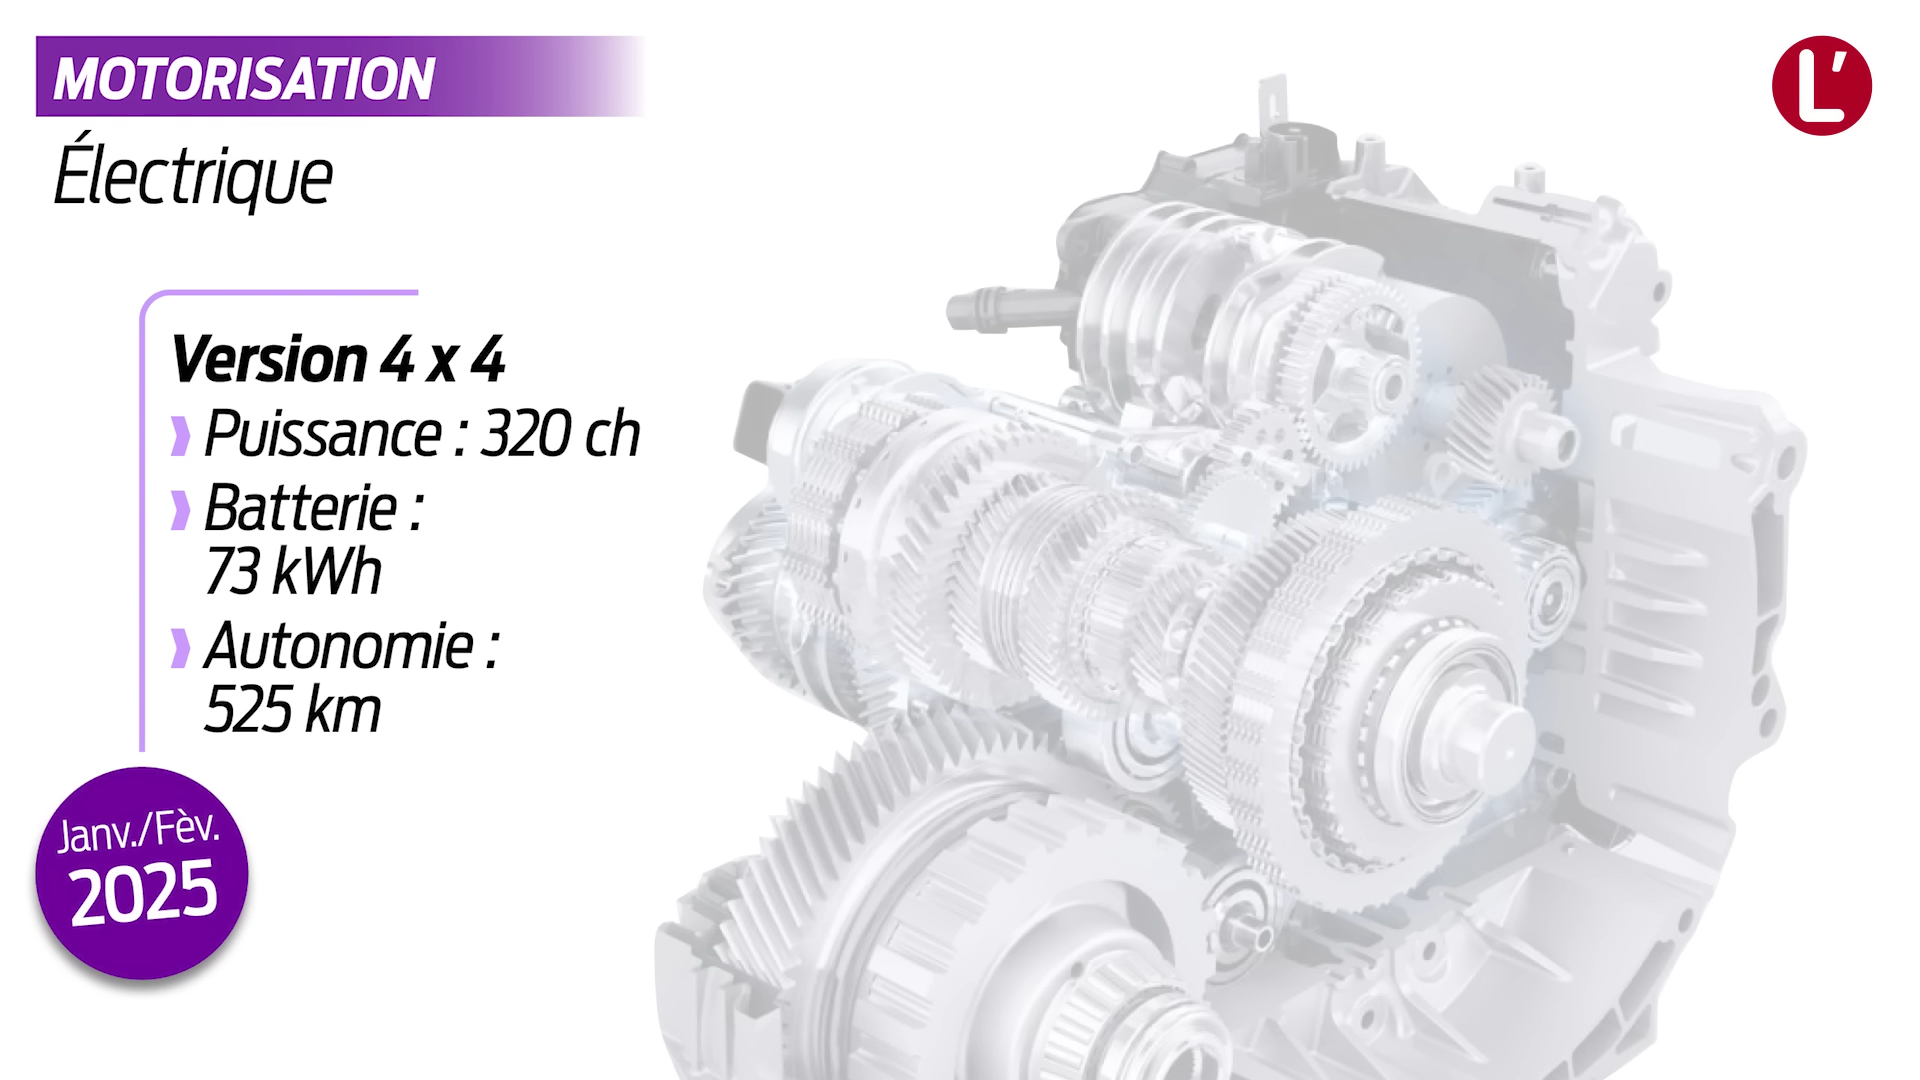 MOTORISATION
Électrique
Version 4 x 4
Puissance : 320 ch
Batterie :
73 kWh
Autonomie :
525 km
Janv./Fèv.
2025
L'